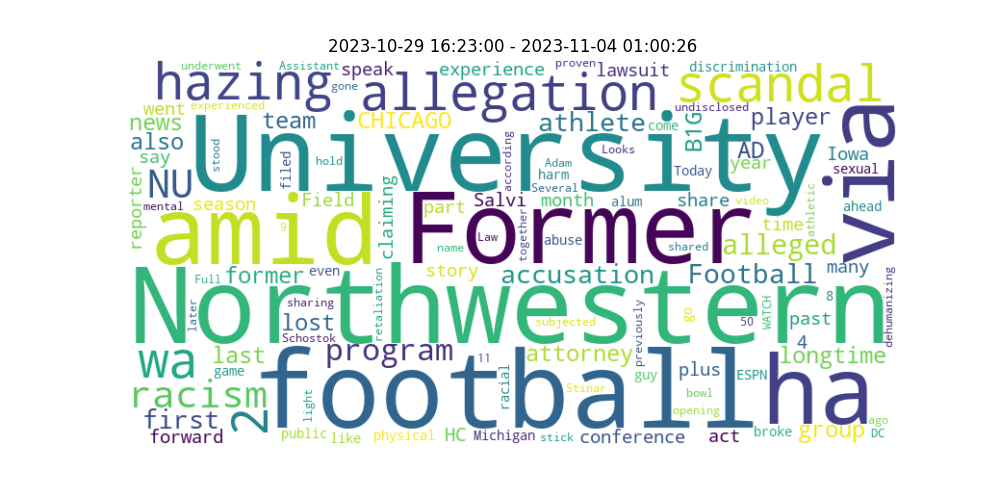 2023-10-29 16:23:00 - 2023-11-04 01:00:26
underwent Assistant speak experience proven lawsuit discrimination
hazing gone allegation scandal
went experienced undisclosed
news team CHICAGO athlete come B1G player via
also University AD Iowa
say stood filed hold according Looks Adam harm Today year sexual
NU Several
mental season Field claiming part Salvi month alum share video athletic ahead
reporter amid Former together time
9 name Law abuse shared alleged
Full former even story accusation Football many
Northwestern
later sharing retaliation previously go WATCH 8 dehumanizing
lost subjected 50 past
Schostok 4
wa last program 11 attorney longtime
game racial guy plus ESPN
racism football Stinar bowl ha
first 2 light opening
forward public like physical HC Michigan stick conference act broke group ago DC